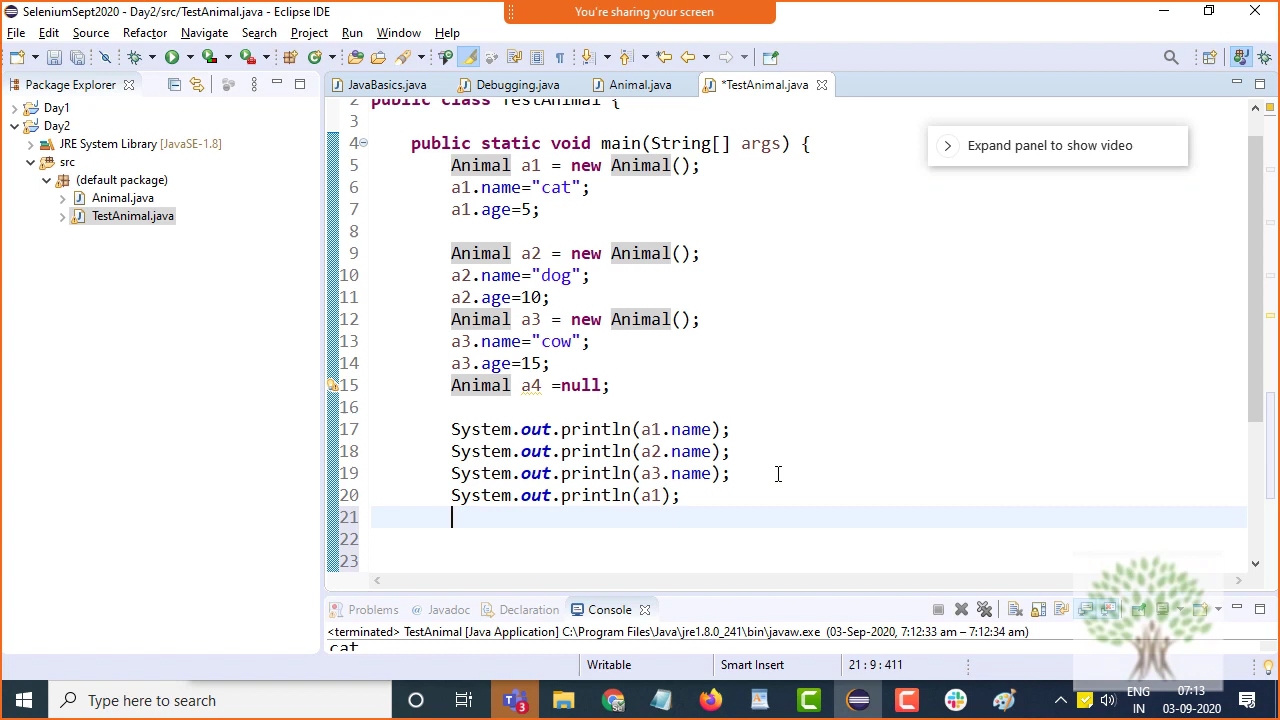 SeleniumSept2020 - Day2/src/TestAnimal.java - Eclipse IDE
You're sharing your screen
File Edit Source Refactor Navigate Search Project Run Window Help
Package Explorer
JavaBasics.java Debugging.java Animal.java *TestAnimal.java
Day1
Day2
JRE System Library [JavaSE-1.8]
src
(default package)
Animal.java
TestAnimal.java
Expand panel to show video
2 public class TestAnimal {
3
4 public static void main(String[] args) {
5 Animal a1 = new Animal();
6 a1.name="cat";
7 a1.age=5;
8
9 Animal a2 = new Animal();
10 a2.name="dog";
11 a2.age=10;
12 Animal a3 = new Animal();
13 a3.name="cow";
14 a3.age=15;
15 Animal a4 =null;
16
17 System.out.println(a1.name);
18 System.out.println(a2.name);
19 System.out.println(a3.name);
20 System.out.println(a1);
21
22
23
Problems Javadoc Declaration Console
<terminated> TestAnimal [Java Application] C:\Program Files\Java\jre1.8.0_241\bin\javaw.exe (03-Sep-2020, 7:12:33 am – 7:12:34 am)
cat
Writable Smart Insert 21 : 9 : 411
Type here to search
3
ENG
IN
07:13
03-09-2020